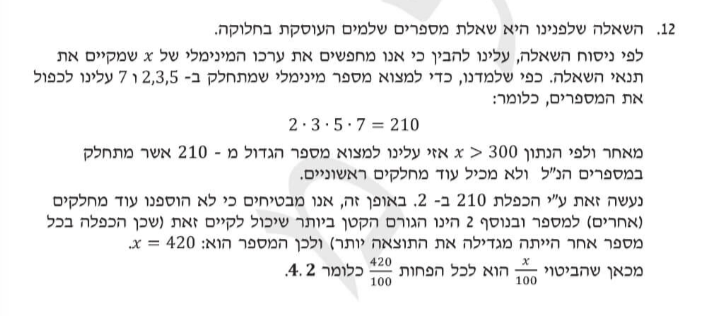 12. השאלה שלפנינו היא שאלת מספרים שלמים העוסקת בחלוקה.
לפי ניסוח השאלה, עלינו להבין כי אנו מחפשים את ערכו המינימלי של x שמקיים את
תנאי השאלה. כפי שלמדנו, כדי למצוא מספר מינימלי שמתחלק ב- 2,3,5 ו 7 עלינו לכפול
את המספרים, כלומר:
2 · 3 · 5 · 7 = 210
מאחר ולפי הנתון x > 300 אזי עלינו למצוא מספר הגדול מ - 210 אשר מתחלק
במספרים הנ"ל ולא מכיל עוד מחלקים ראשוניים.
נעשה זאת ע"י הכפלת 210 ב- 2. באופן זה, אנו מבטיחים כי לא הוספנו עוד מחלקים
(אחרים) למספר ובנוסף 2 הינו הגורם הקטן ביותר שיכול לקיים זאת (שכן הכפלה בכל
מספר אחר הייתה מגדילה את התוצאה יותר) ולכן המספר הוא: x = 420.
מכאן שהביטוי x/100 הוא לכל הפחות 420/100 כלומר 4.2.